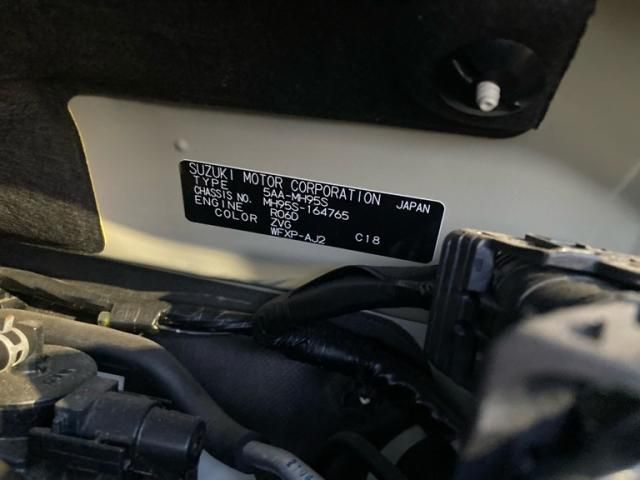 SUZUKI MOTOR CORPORATION JAPAN
TYPE 5AA-MH95S
CHASSIS NO. MH95S-164765
ENGINE R06D
COLOR ZVG
WFXP-AJ2 C18